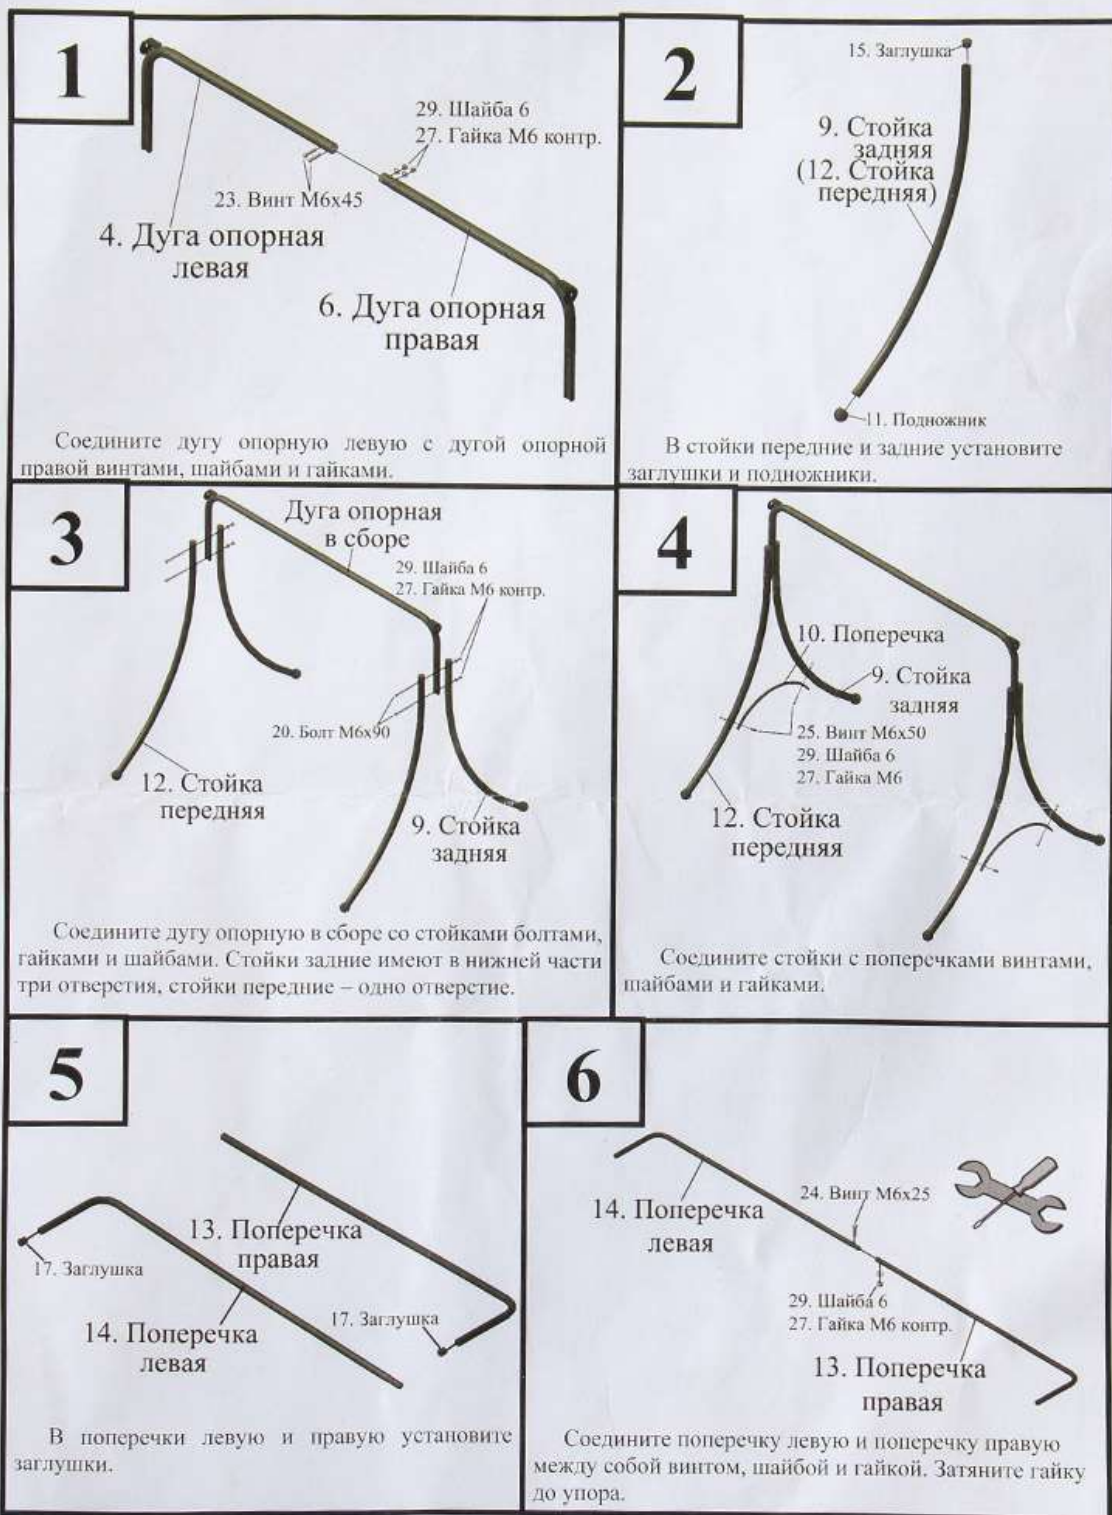 1
29. Шайба 6
27. Гайка М6 контр.
23. Винт М6х45
4. Дуга опорная
левая
6. Дуга опорная
правая
Соедините дугу опорную левую с дугой опорной
правой винтами, шайбами и гайками.
2
15. Заглушка
9. Стойка
задняя
(12. Стойка
передняя)
11. Подножник
В стойки передние и задние установите
заглушки и подножники.
3
Дуга опорная
в сборе
29. Шайба 6
27. Гайка М6 контр.
20. Болт М6х90
12. Стойка
передняя
9. Стойка
задняя
Соедините дугу опорную в сборе со стойками болтами,
гайками и шайбами. Стойки задние имеют в нижней части
три отверстия, стойки передние – одно отверстие.
4
10. Поперечка
9. Стойка
задняя
25. Винт М6х50
29. Шайба 6
27. Гайка М6
12. Стойка
передняя
Соедините стойки с поперечками винтами,
шайбами и гайками.
5
13. Поперечка
правая
17. Заглушка
17. Заглушка
14. Поперечка
левая
В поперечки левую и правую установите
заглушки.
6
14. Поперечка
левая
24. Винт М6х25
29. Шайба 6
27. Гайка М6 контр.
13. Поперечка
правая
Соедините поперечку левую и поперечку правую
между собой винтом, шайбой и гайкой. Затяните гайку
до упора.